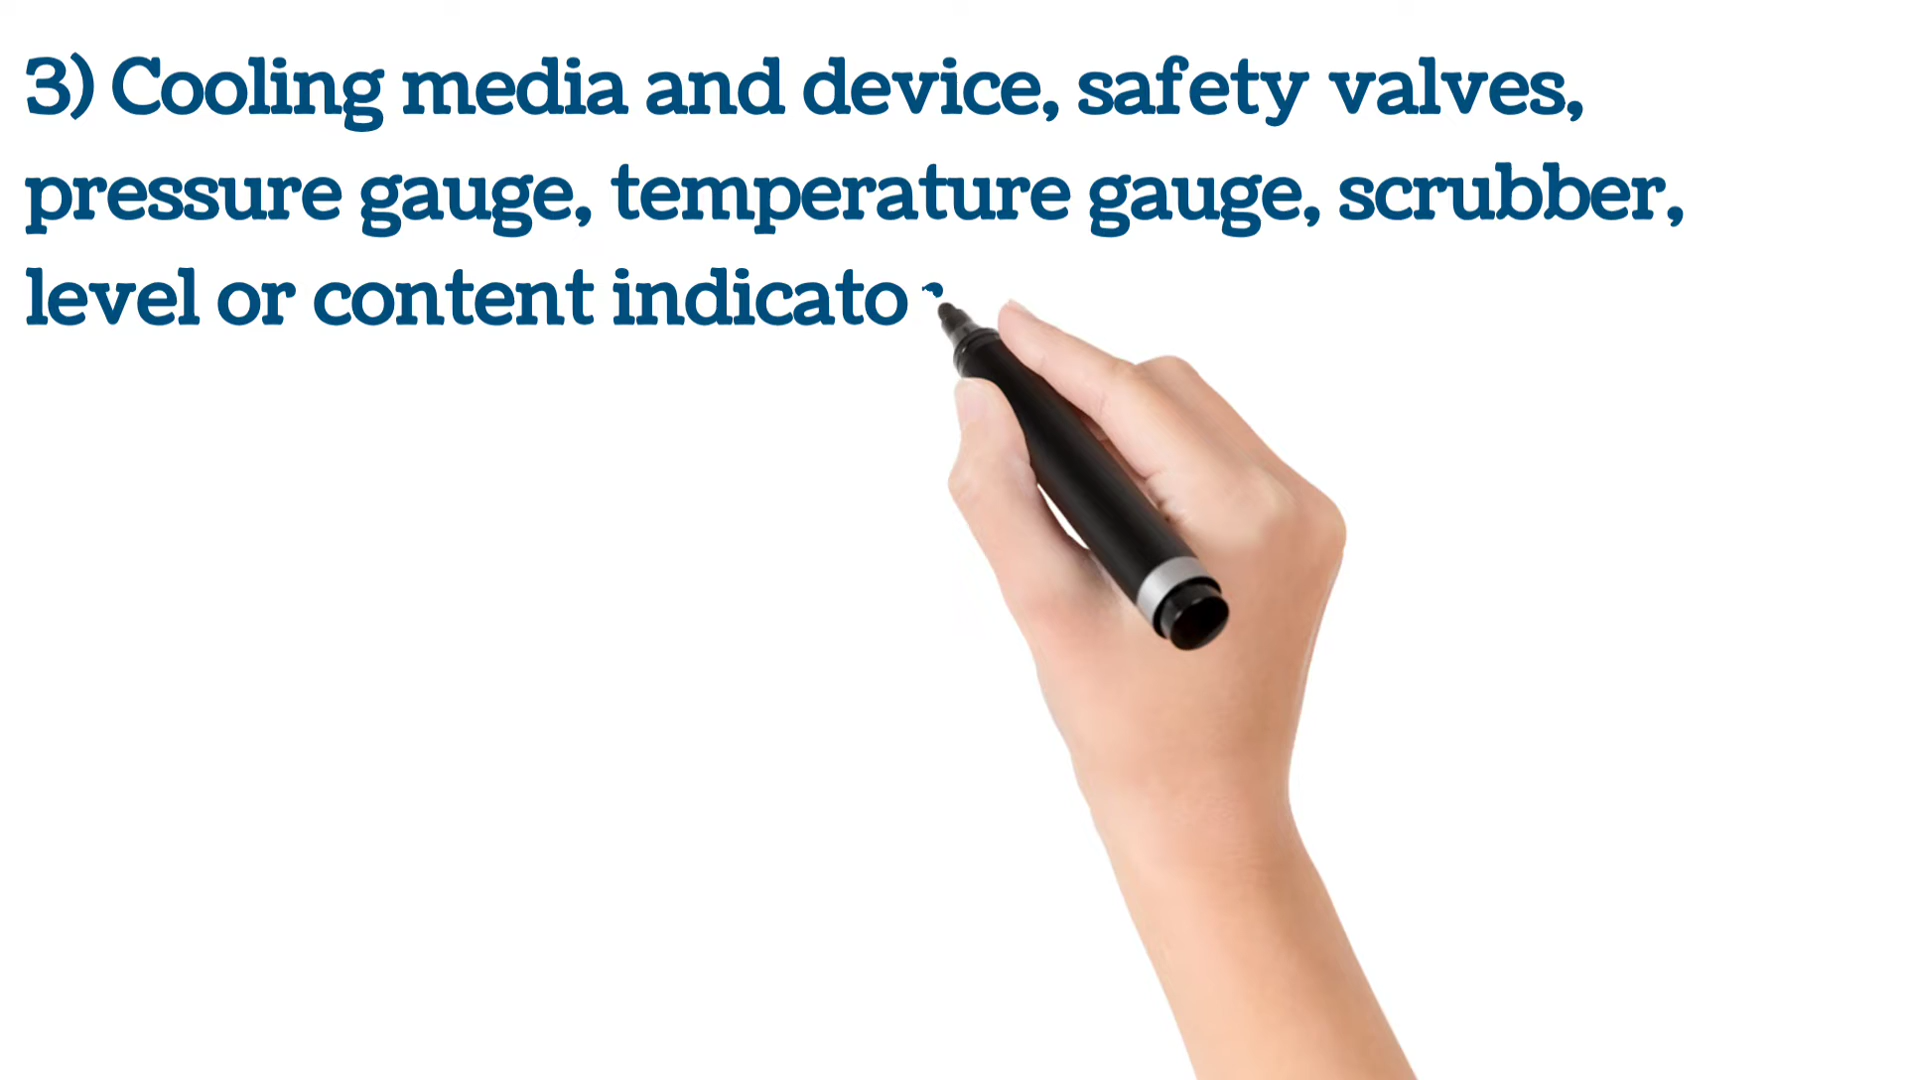 3) Cooling media and device, safety valves,
pressure gauge, temperature gauge, scrubber,
level or content indicato